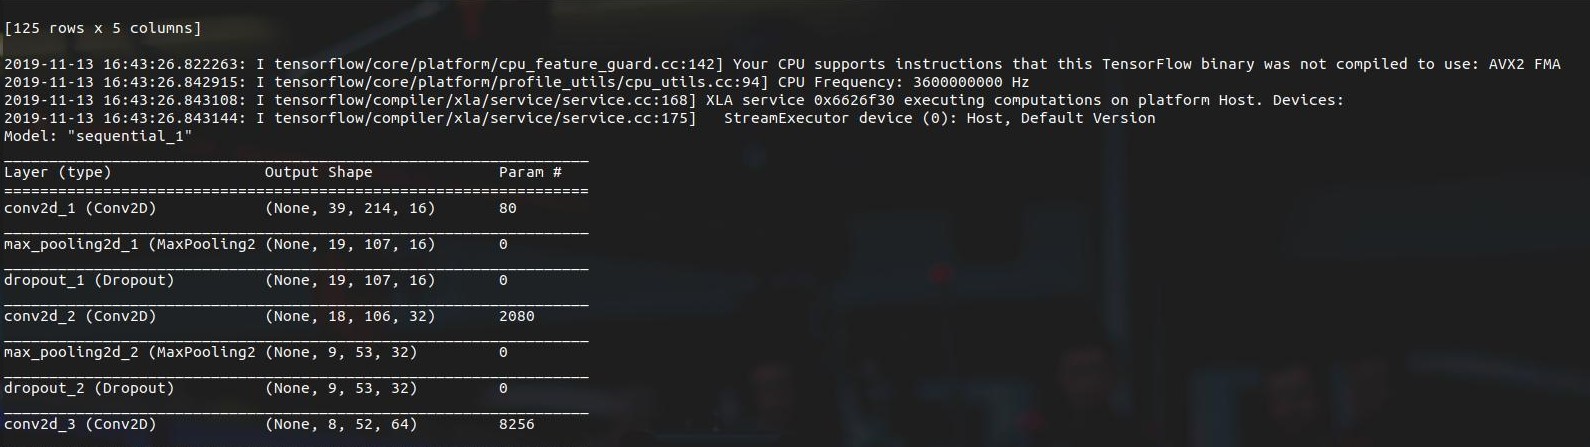 [125 rows x 5 columns]
2019-11-13 16:43:26.822263: I tensorflow/core/platform/cpu_feature_guard.cc:142] Your CPU supports instructions that this TensorFlow binary was not compiled to use: AVX2 FMA
2019-11-13 16:43:26.842915: I tensorflow/core/platform/profile_utils/cpu_utils.cc:94] CPU Frequency: 3600000000 Hz
2019-11-13 16:43:26.843108: I tensorflow/compiler/xla/service/service.cc:168] XLA service 0x6626f30 executing computations on platform Host. Devices:
2019-11-13 16:43:26.843144: I tensorflow/compiler/xla/service/service.cc:175]   StreamExecutor device (0): Host, Default Version
Model: "sequential_1"
_________________________________________________________________
Layer (type)                 Output Shape              Param #
=================================================================
conv2d_1 (Conv2D)            (None, 39, 214, 16)       80
_________________________________________________________________
max_pooling2d_1 (MaxPooling2 (None, 19, 107, 16)       0
_________________________________________________________________
dropout_1 (Dropout)          (None, 19, 107, 16)       0
_________________________________________________________________
conv2d_2 (Conv2D)            (None, 18, 106, 32)       2080
_________________________________________________________________
max_pooling2d_2 (MaxPooling2 (None, 9, 53, 32)         0
_________________________________________________________________
dropout_2 (Dropout)          (None, 9, 53, 32)         0
_________________________________________________________________
conv2d_3 (Conv2D)            (None, 8, 52, 64)         8256